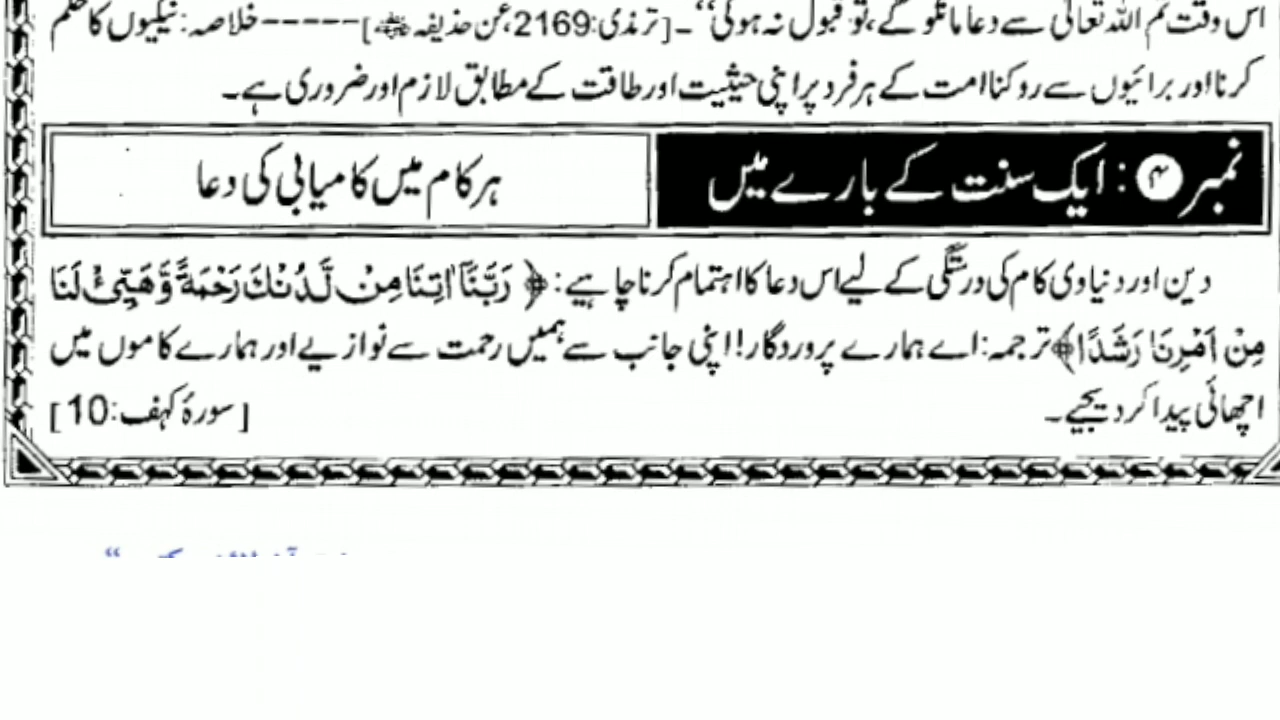 اس وقت تم اللہ تعالیٰ سے دعا مانگو گے، تو قبول نہ ہوگی“۔ [ترمذی: 2169، عن حذیفہ ؓ] ----- خلاصہ: نیکیوں کا حکم
کرنا اور برائیوں سے روکنا امت کے ہر فرد پر اپنی حیثیت اور طاقت کے مطابق لازم اور ضروری ہے۔
نمبر ۴ : ایک سنت کے بارے میں
ہر کام میں کامیابی کی دعا
دین اور دنیاوی کام کی درستگی کے لیے اس دعا کا اہتمام کرنا چاہیے: ﴿ رَبَّنَآ اٰتِنَا مِنْ لَّدُنْكَ رَحْمَةً وَّهَيِّئْ لَنَا
مِنْ اَمْرِنَا رَشَدًا﴾ ترجمہ: اے ہمارے پروردگار! اپنی جانب سے ہمیں رحمت سے نوازیے اور ہمارے کاموں میں
اچھائی پیدا کر دیجیے۔ [سورۂ کہف: 10]